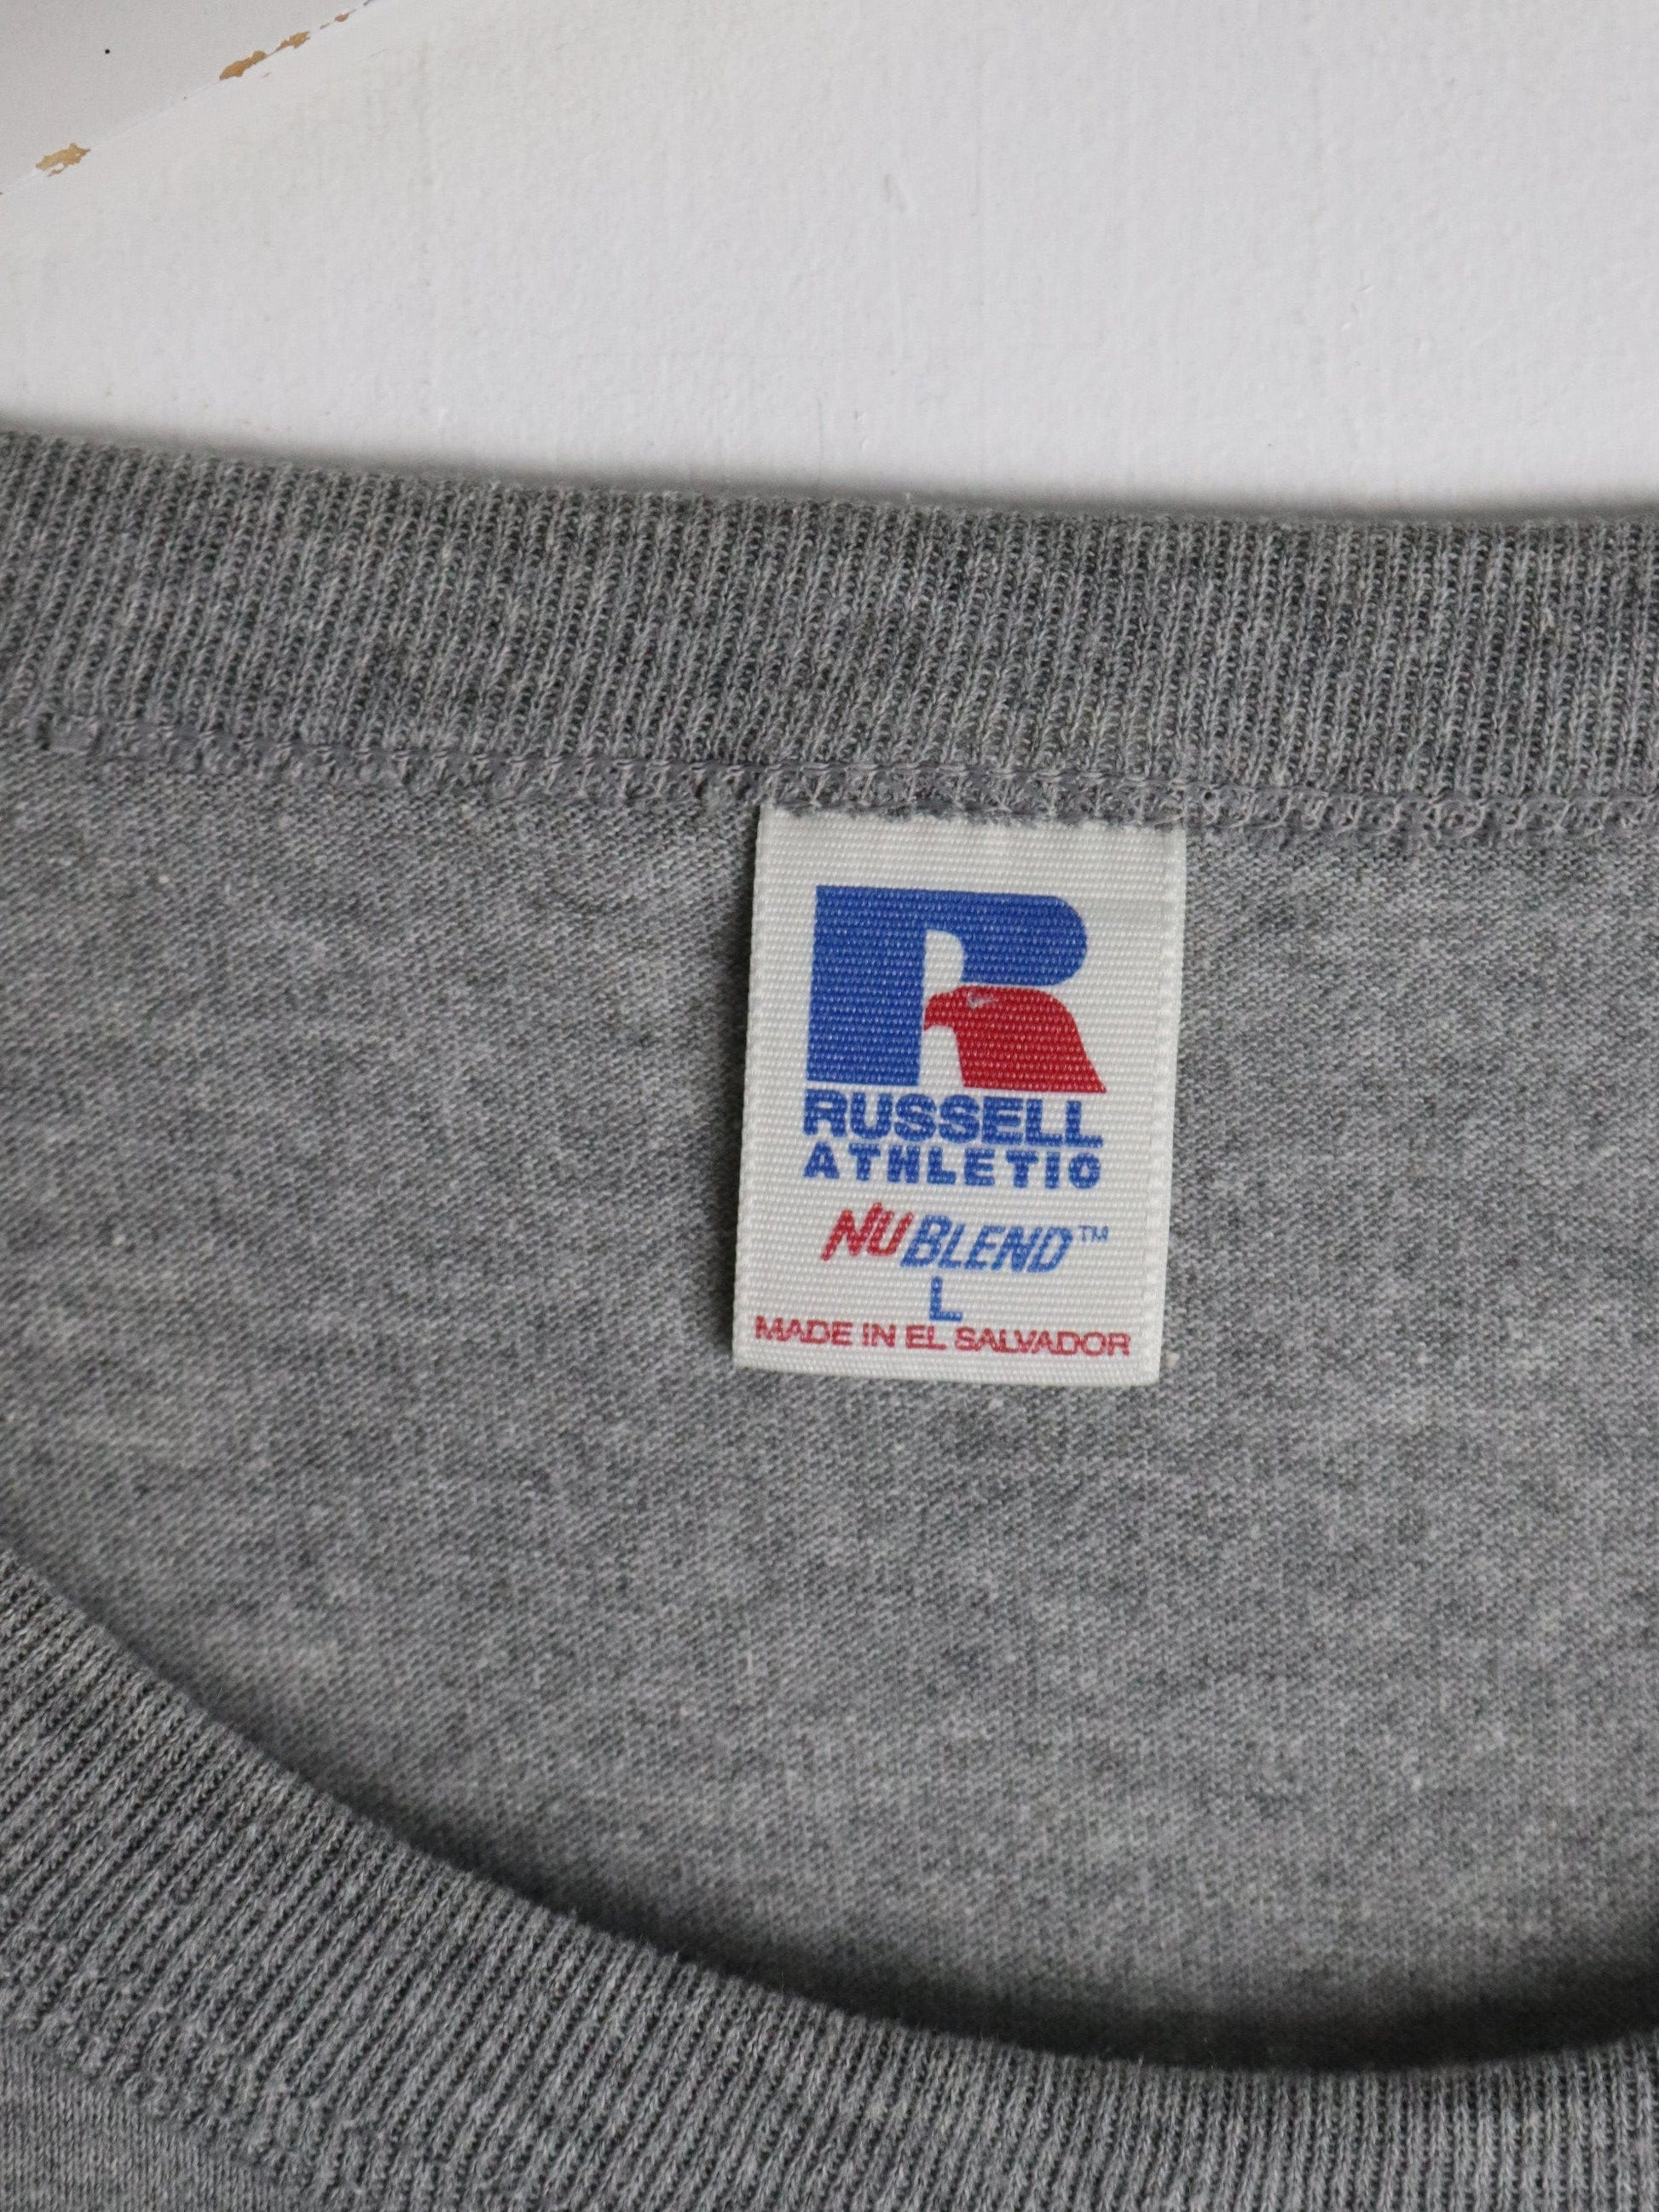 R
RUSSELL
ATHLETIC
NUBLEND™
L
MADE IN EL SALVADOR